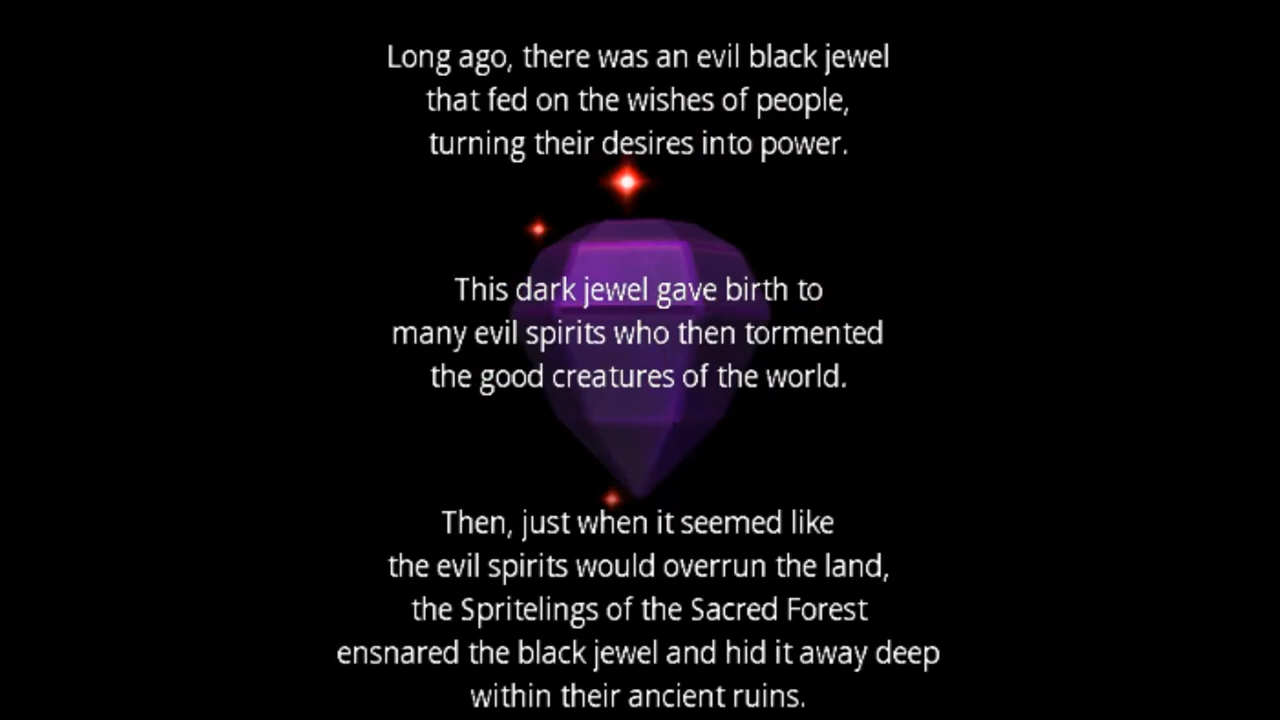 Long ago, there was an evil black jewel
that fed on the wishes of people,
turning their desires into power.
This dark jewel gave birth to
many evil spirits who then tormented
the good creatures of the world.
Then, just when it seemed like
the evil spirits would overrun the land,
the Spritelings of the Sacred Forest
ensnared the black jewel and hid it away deep
within their ancient ruins.